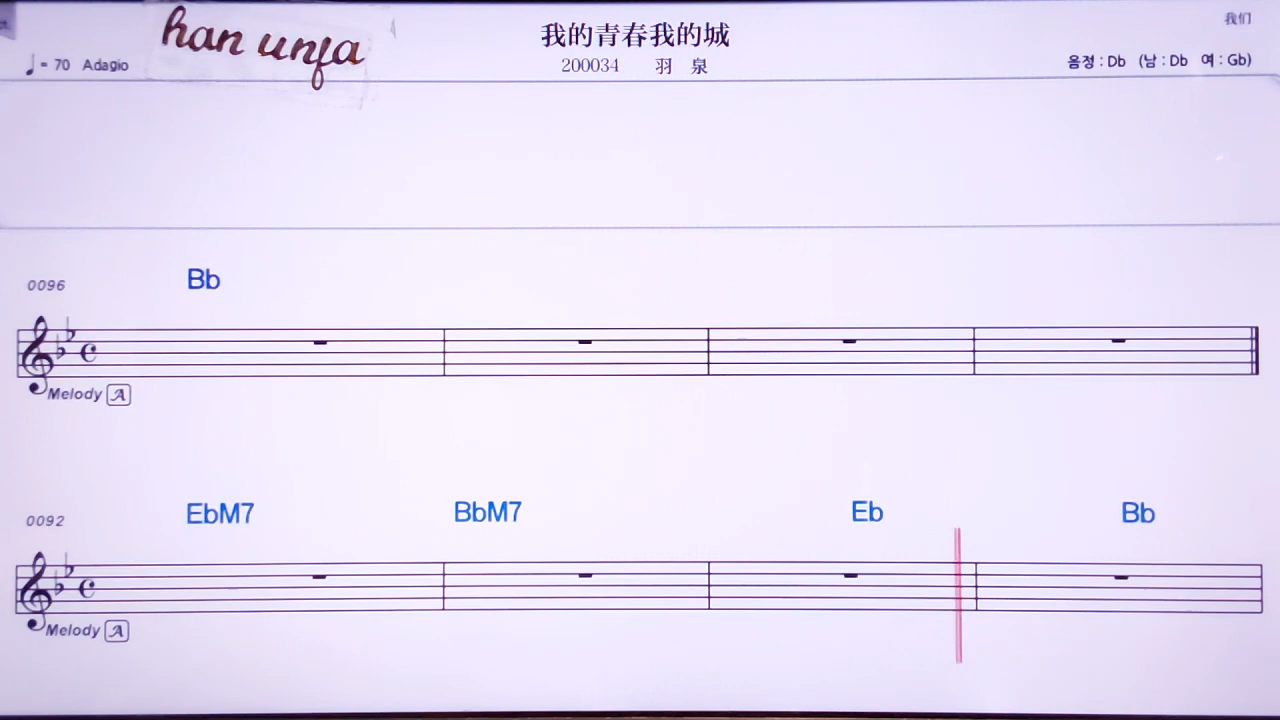 han unja
我的青春我的城
我们
♩= 70 Adagio
200034 羽 泉
음정 : Db (남 : Db 여 : Gb)
0096
Bb
Melody A
0092
EbM7 BbM7 Eb Bb
Melody A